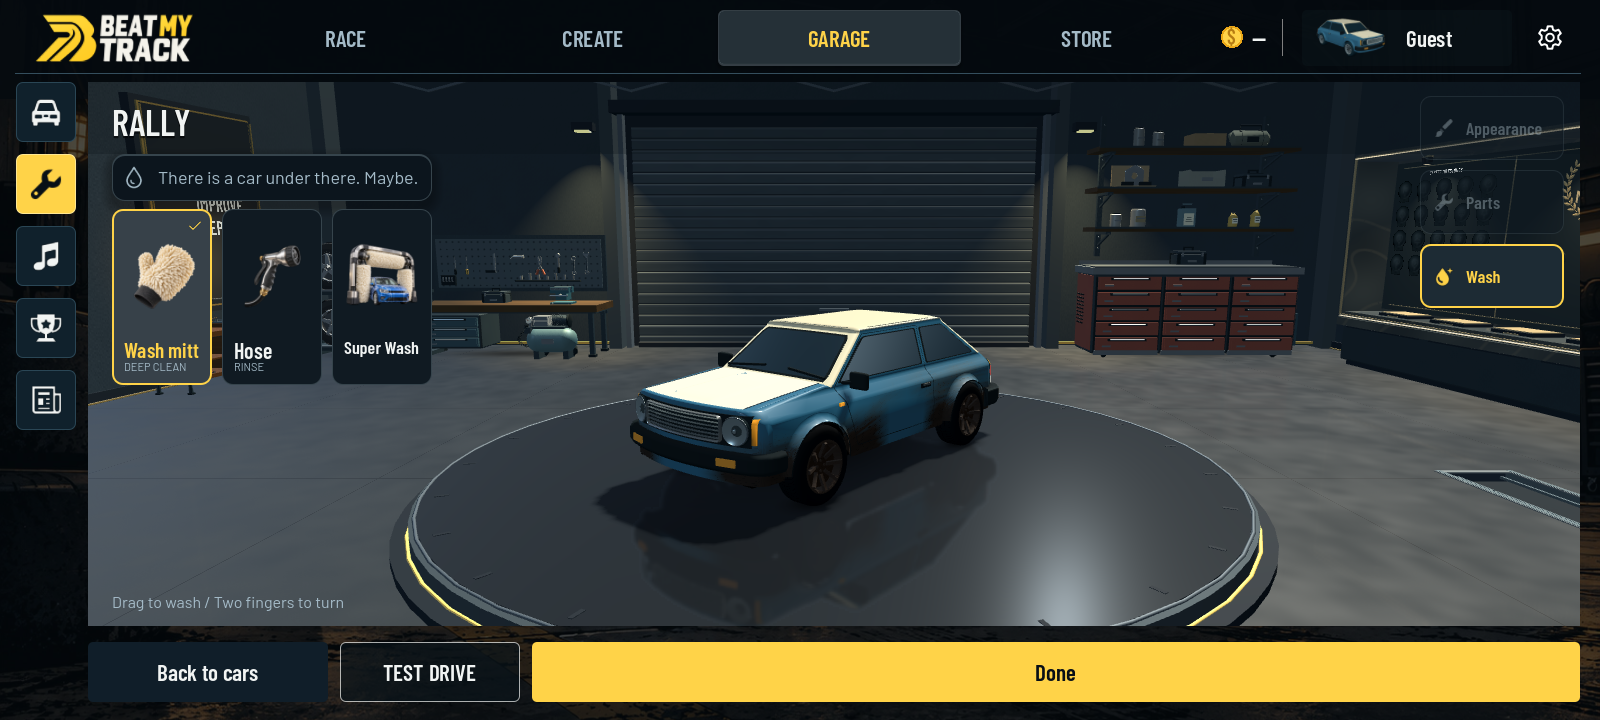 BEAT MY
TRACK
RACE
CREATE
GARAGE
STORE
–
Guest
RALLY
There is a car under there. Maybe.
IMPROVE
Wash mitt
DEEP CLEAN
Hose
RINSE
Super Wash
Appearance
Parts
Wash
Drag to wash / Two fingers to turn
Back to cars
TEST DRIVE
Done